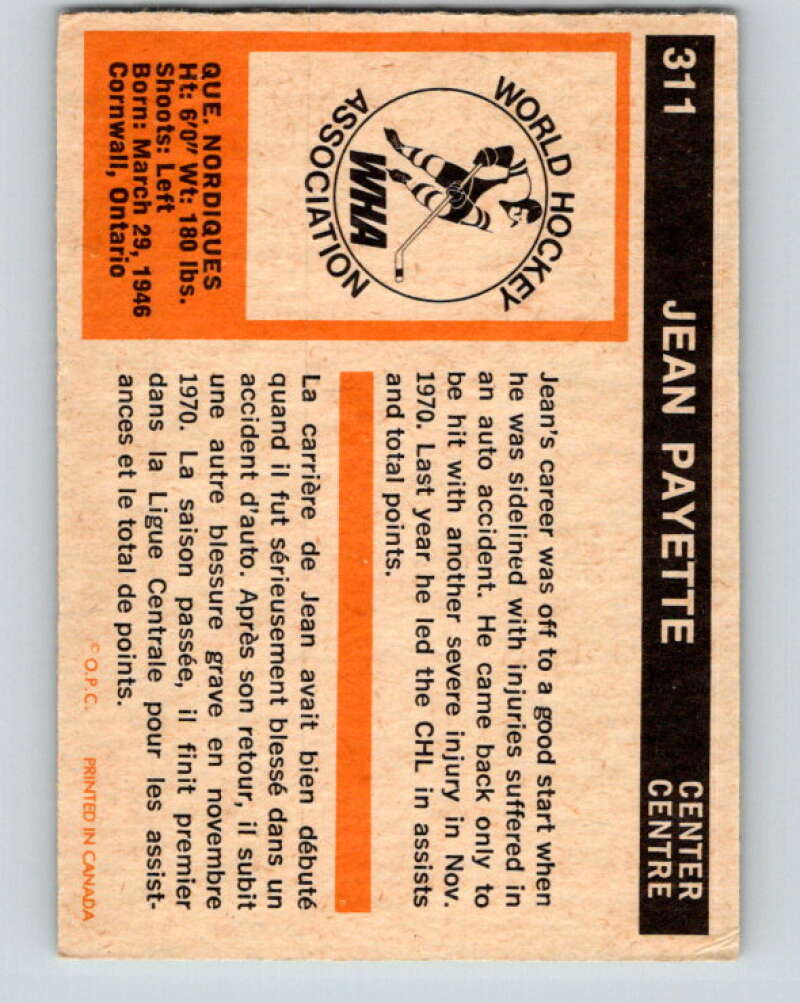 311 JEAN PAYETTE CENTER
CENTRE
WORLD HOCKEY
ASSOCIATION
WHA
QUE. NORDIQUES
Ht: 6'0" Wt: 180 lbs.
Shoots: Left
Born: March 29, 1946
Cornwall, Ontario
Jean's career was off to a good start when
he was sidelined with injuries suffered in
an auto accident. He came back only to
be hit with another severe injury in Nov.
1970. Last year he led the CHL in assists
and total points.
La carrière de Jean avait bien débuté
quand il fut sérieusement blessé dans un
accident d'auto. Après son retour, il subit
une autre blessure grave en novembre
1970. La saison passée, il finit premier
dans la Ligue Centrale pour les assist-
ances et le total de points.
© O.P.C. PRINTED IN CANADA